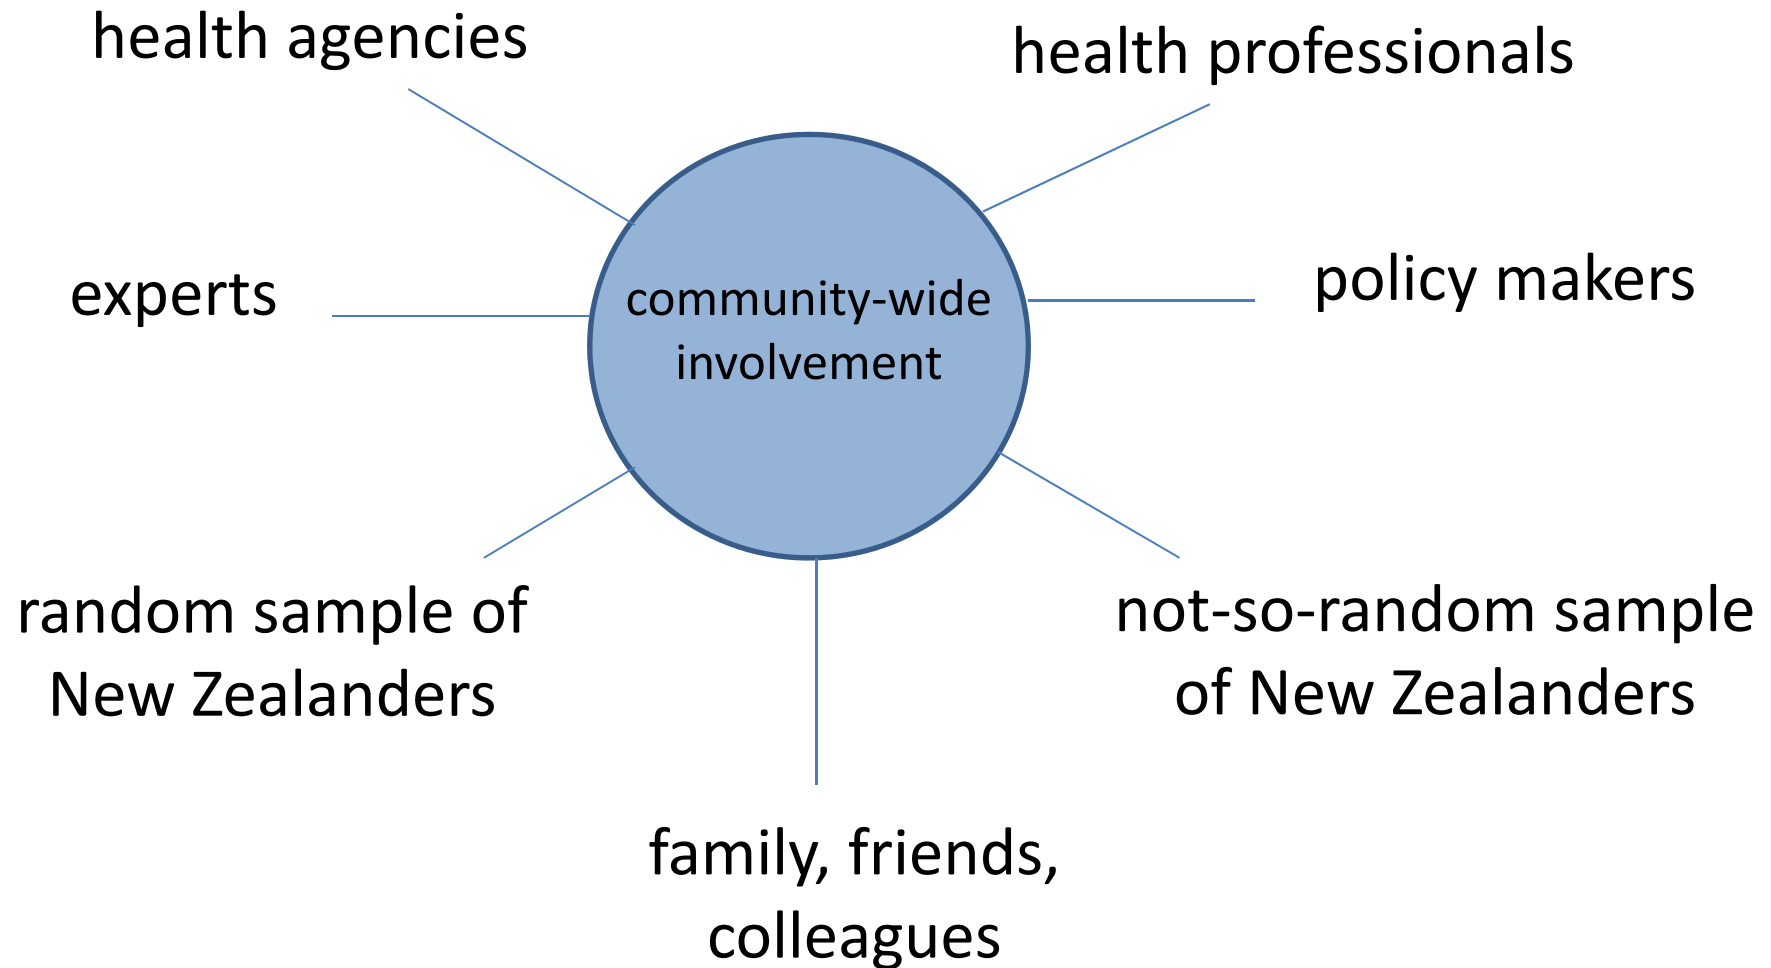 health agencies
health professionals
experts
policy makers
community-wide
involvement
random sample of
New Zealanders
not-so-random sample
of New Zealanders
family, friends,
colleagues